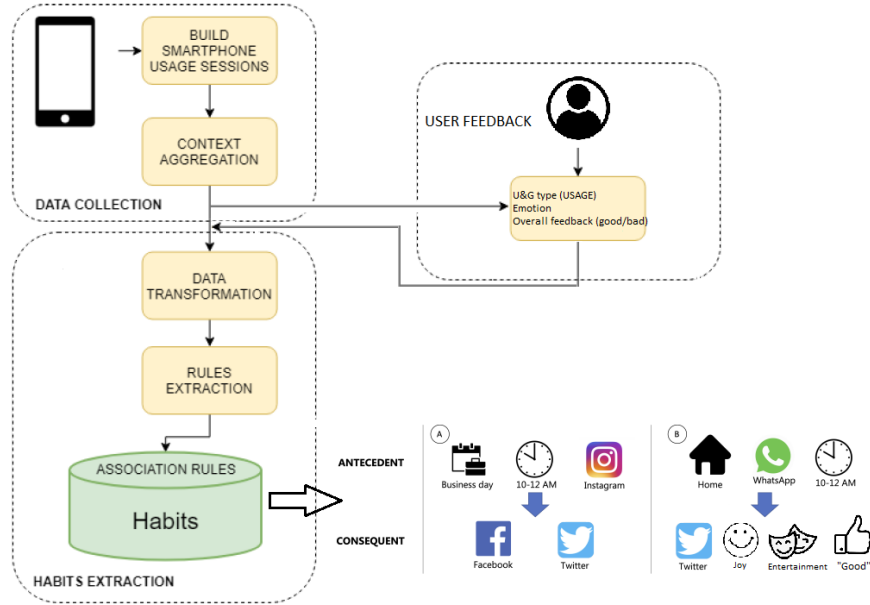 BUILD
SMARTPHONE
USAGE SESSIONS
CONTEXT
AGGREGATION
DATA COLLECTION
USER FEEDBACK
U&G type (USAGE)
Emotion
Overall feedback (good/bad)
DATA
TRANSFORMATION
RULES
EXTRACTION
ASSOCIATION RULES
Habits
HABITS EXTRACTION
ANTECEDENT
CONSEQUENT
A
Business day
10-12 AM
Instagram
Facebook
Twitter
B
Home
WhatsApp
10-12 AM
Twitter
Joy
Entertainment
"Good"